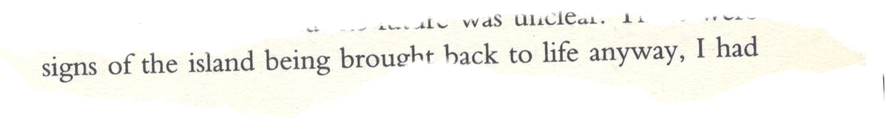 was unclear.
signs of the island being brought back to life anyway, I had